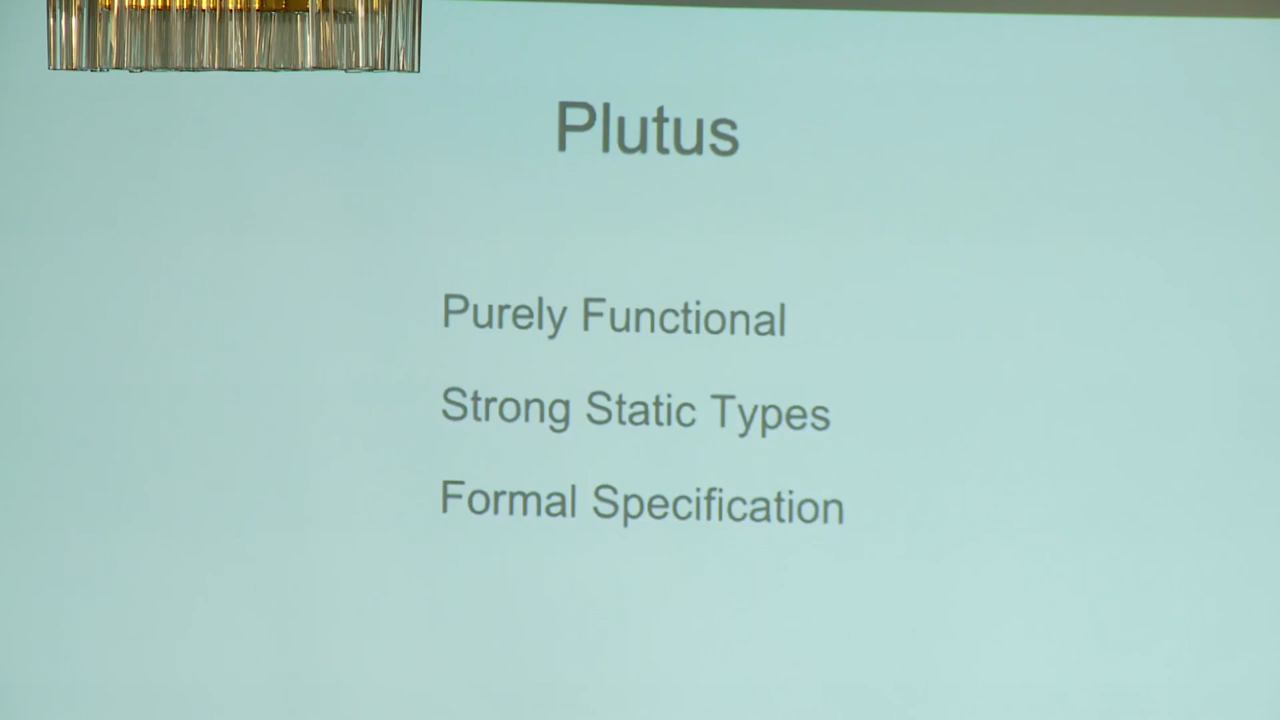 Plutus
Purely Functional
Strong Static Types
Formal Specification